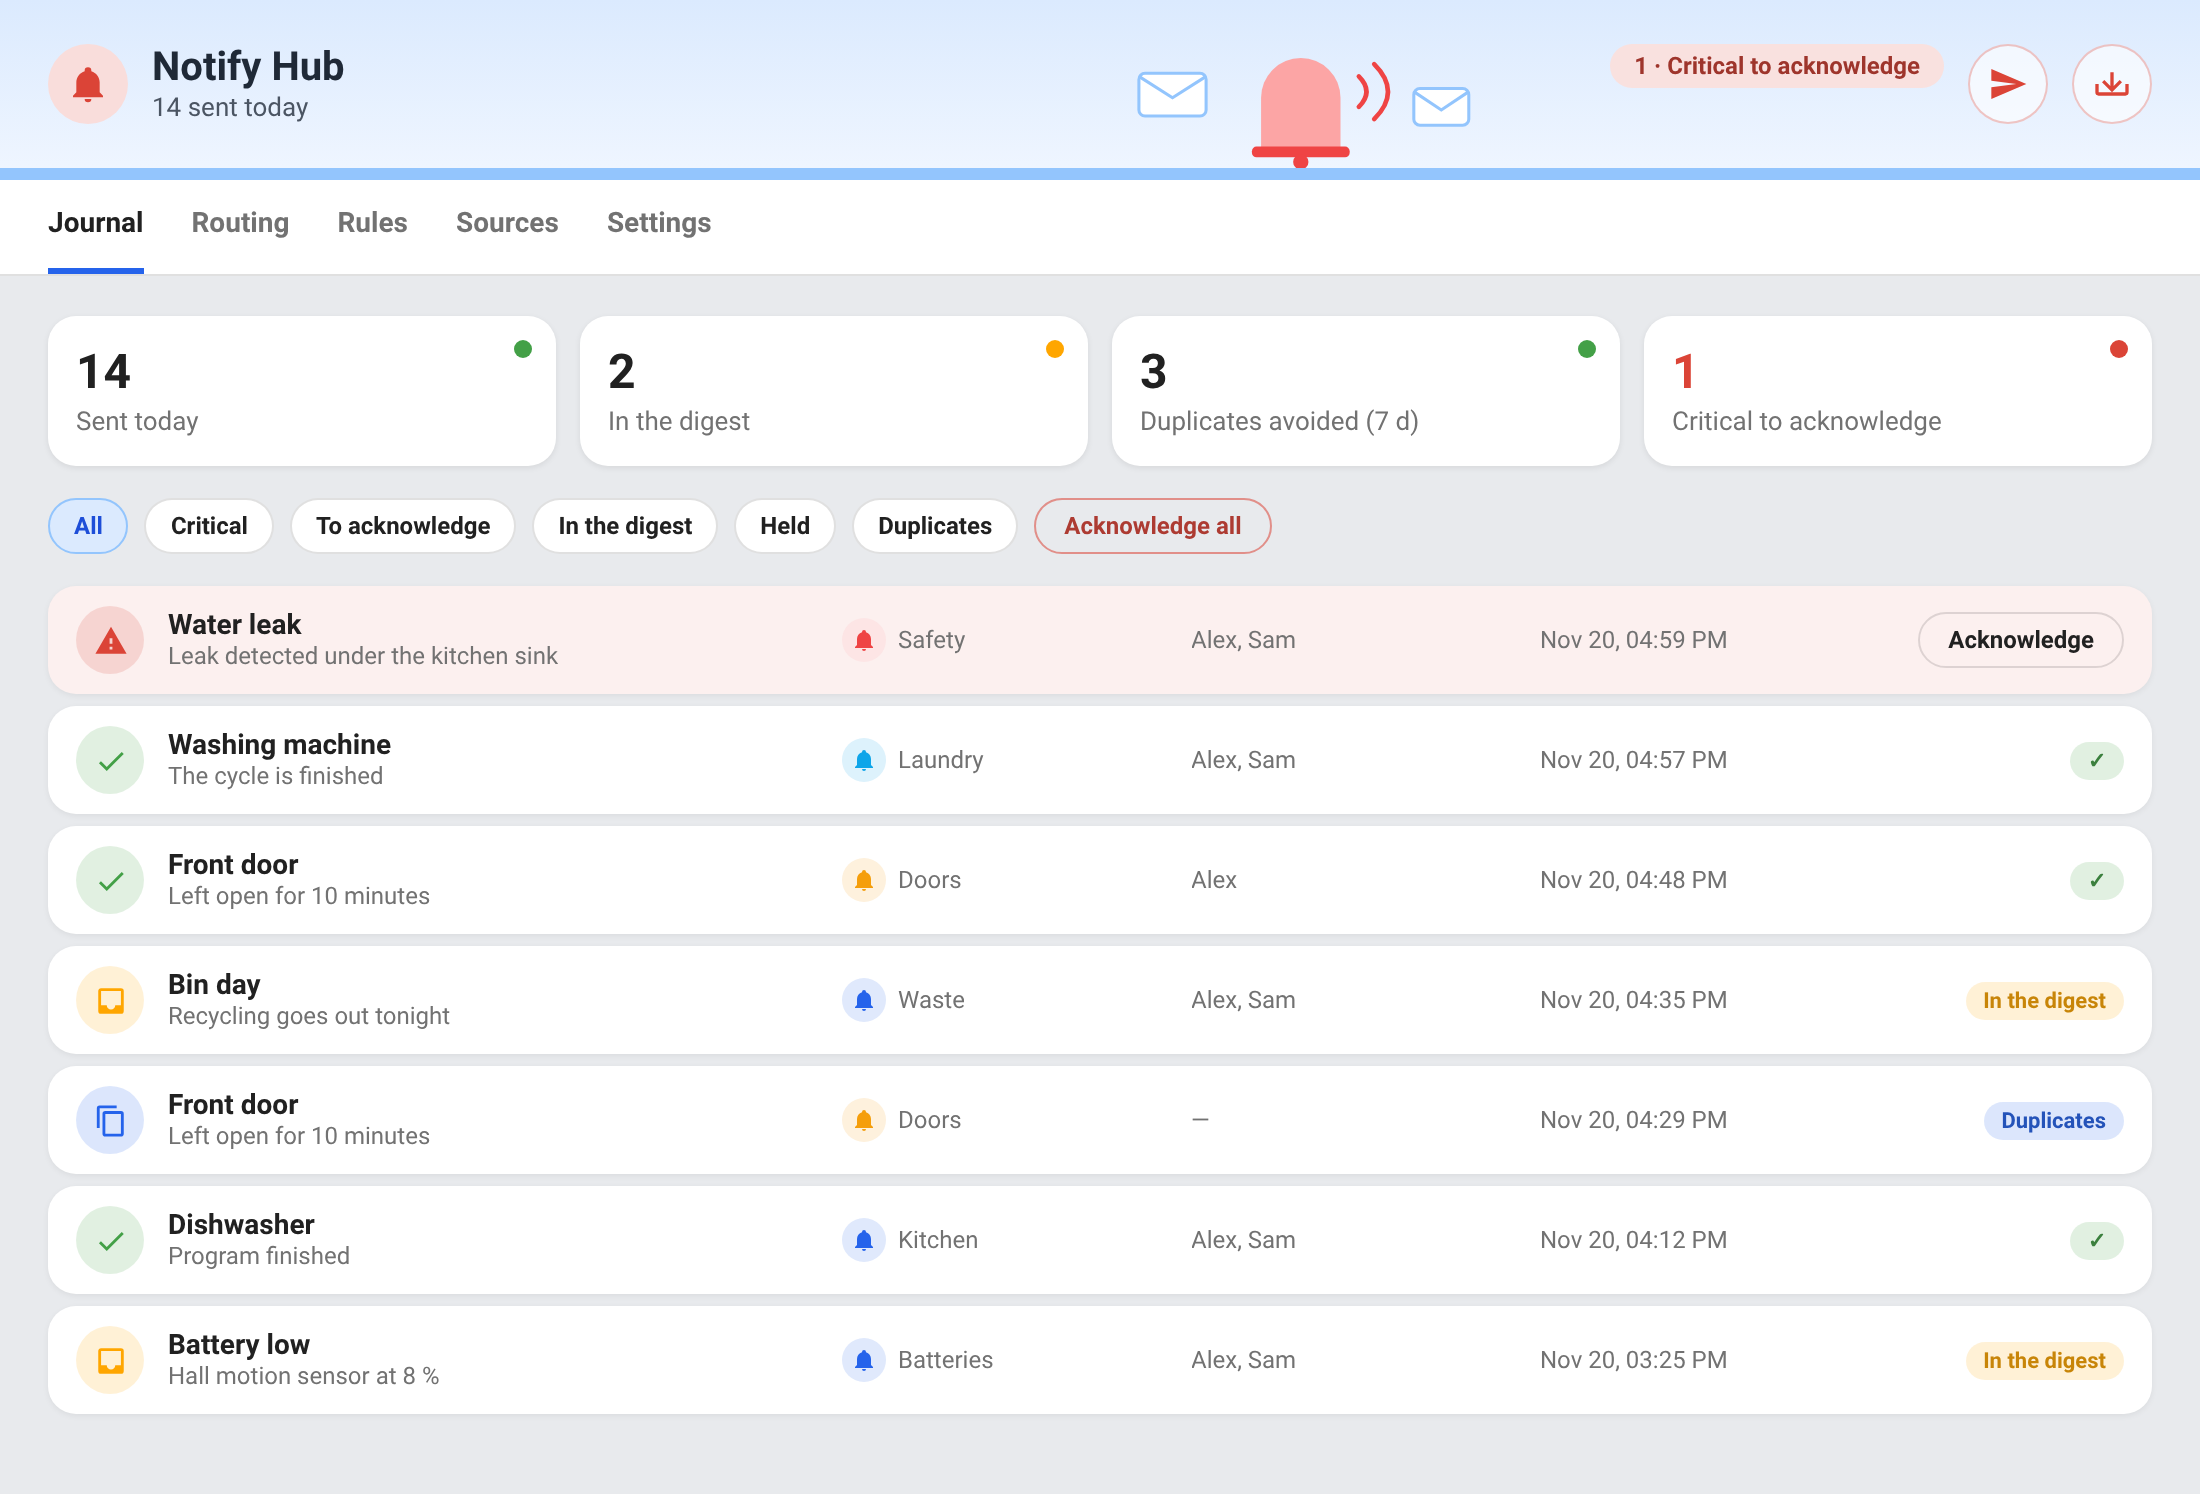 Notify Hub
14 sent today
1 · Critical to acknowledge
Journal
Routing
Rules
Sources
Settings
14
Sent today
2
In the digest
3
Duplicates avoided (7 d)
1
Critical to acknowledge
All
Critical
To acknowledge
In the digest
Held
Duplicates
Acknowledge all
Water leak
Leak detected under the kitchen sink
Safety
Alex, Sam
Nov 20, 04:59 PM
Acknowledge
Washing machine
The cycle is finished
Laundry
Alex, Sam
Nov 20, 04:57 PM
✓
Front door
Left open for 10 minutes
Doors
Alex
Nov 20, 04:48 PM
✓
Bin day
Recycling goes out tonight
Waste
Alex, Sam
Nov 20, 04:35 PM
In the digest
Front door
Left open for 10 minutes
Doors
—
Nov 20, 04:29 PM
Duplicates
Dishwasher
Program finished
Kitchen
Alex, Sam
Nov 20, 04:12 PM
✓
Battery low
Hall motion sensor at 8 %
Batteries
Alex, Sam
Nov 20, 03:25 PM
In the digest